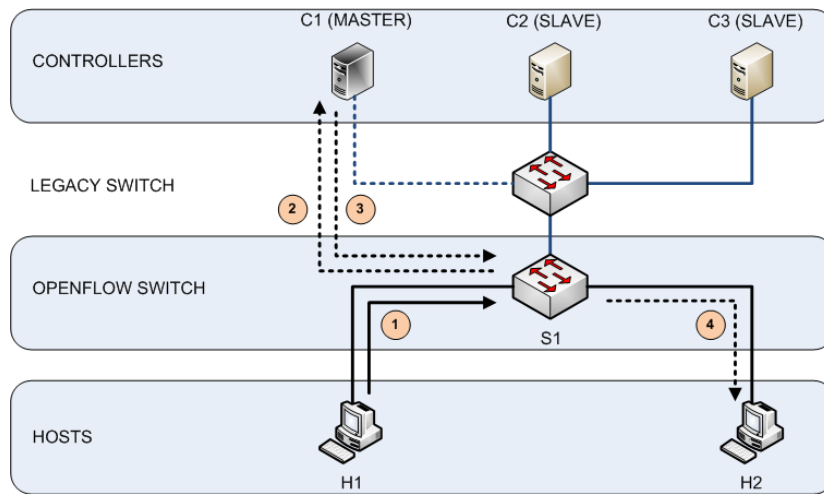 C1 (MASTER)
C2 (SLAVE)
C3 (SLAVE)
CONTROLLERS
LEGACY SWITCH
2
3
OPENFLOW SWITCH
1
4
S1
HOSTS
H1
H2